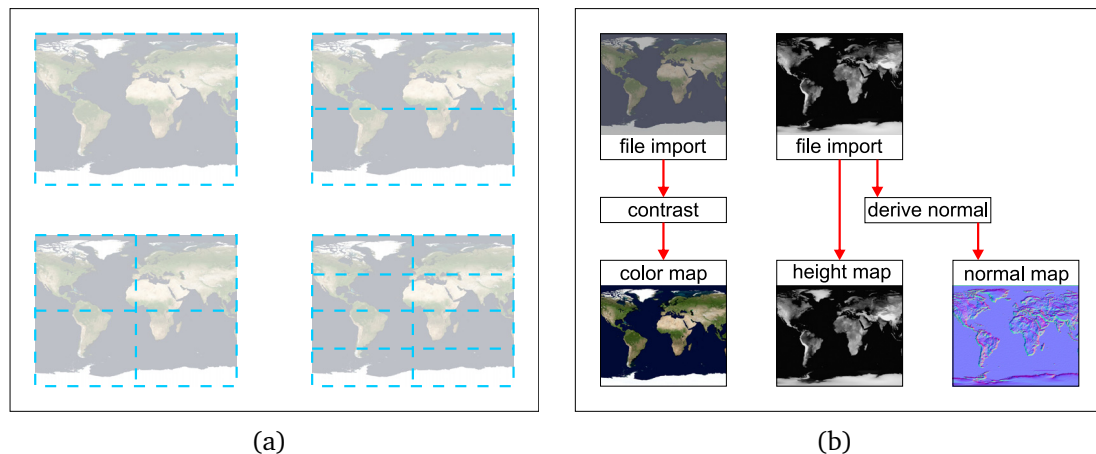 file import
file import
contrast
derive normal
color map
height map
normal map
(a)
(b)